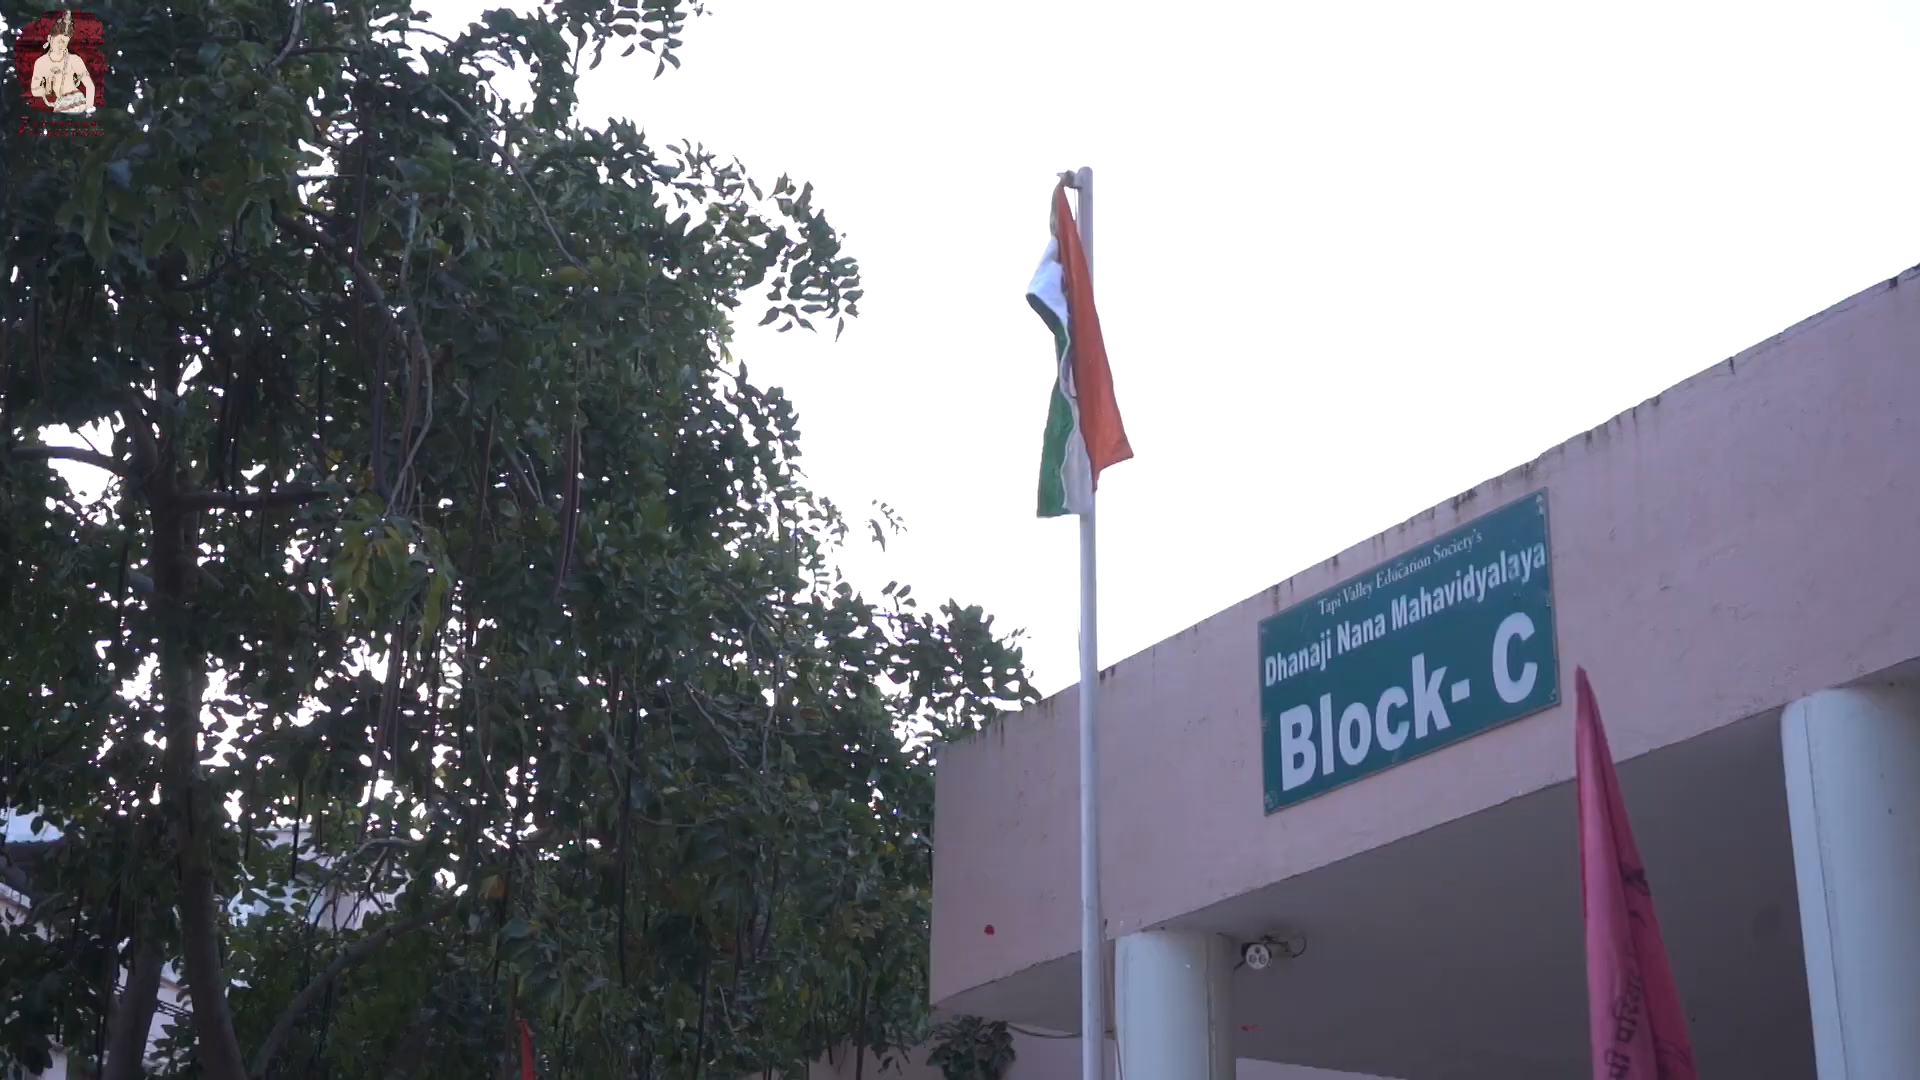 Tapi Valley Education Society's
Dhanaji Nana Mahavidyalaya
Block- C